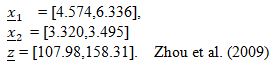 x₁ = [4.574,6.336],
x₂ = [3.320,3.495]
z = [107.98,158.31]. Zhou et al. (2009)